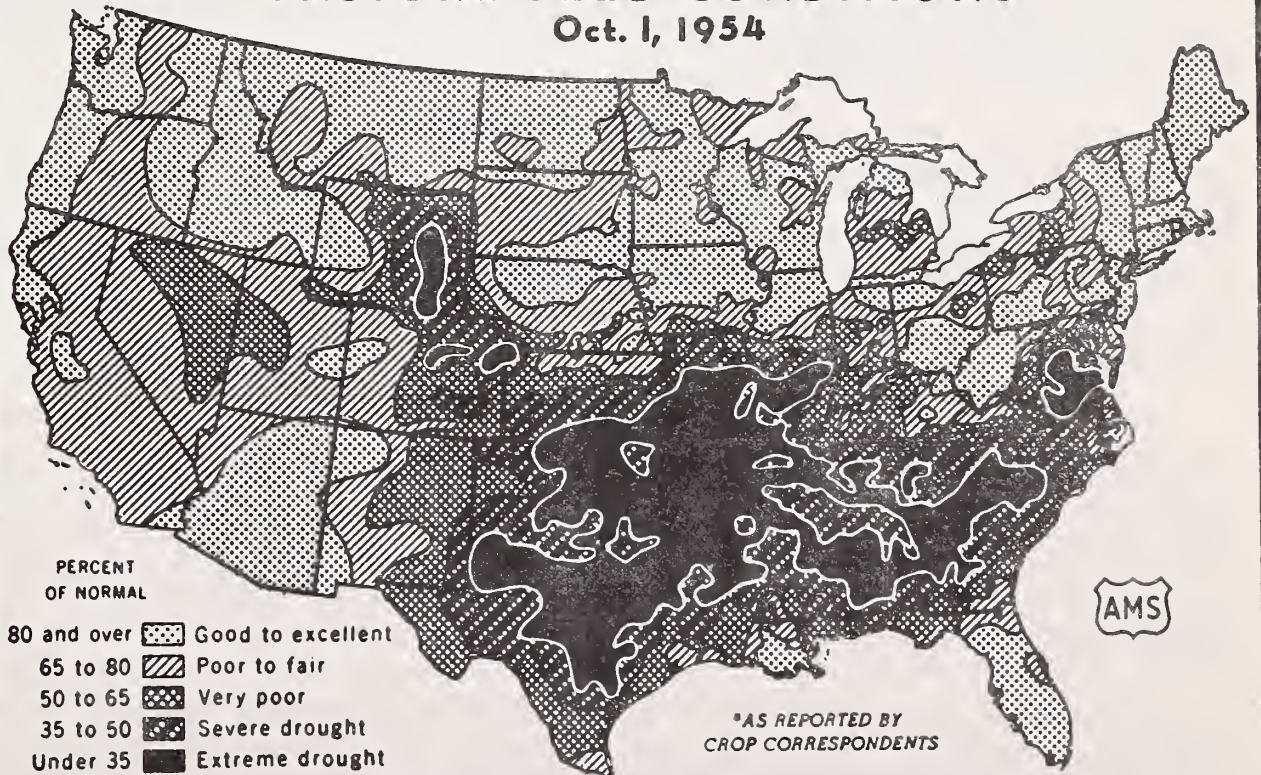 Oct. 1, 1954
PERCENT
OF NORMAL
80 and over Good to excellent
65 to 80 Poor to fair
50 to 65 Very poor
35 to 50 Severe drought
Under 35 Extreme drought
*AS REPORTED BY
CROP CORRESPONDENTS
AMS